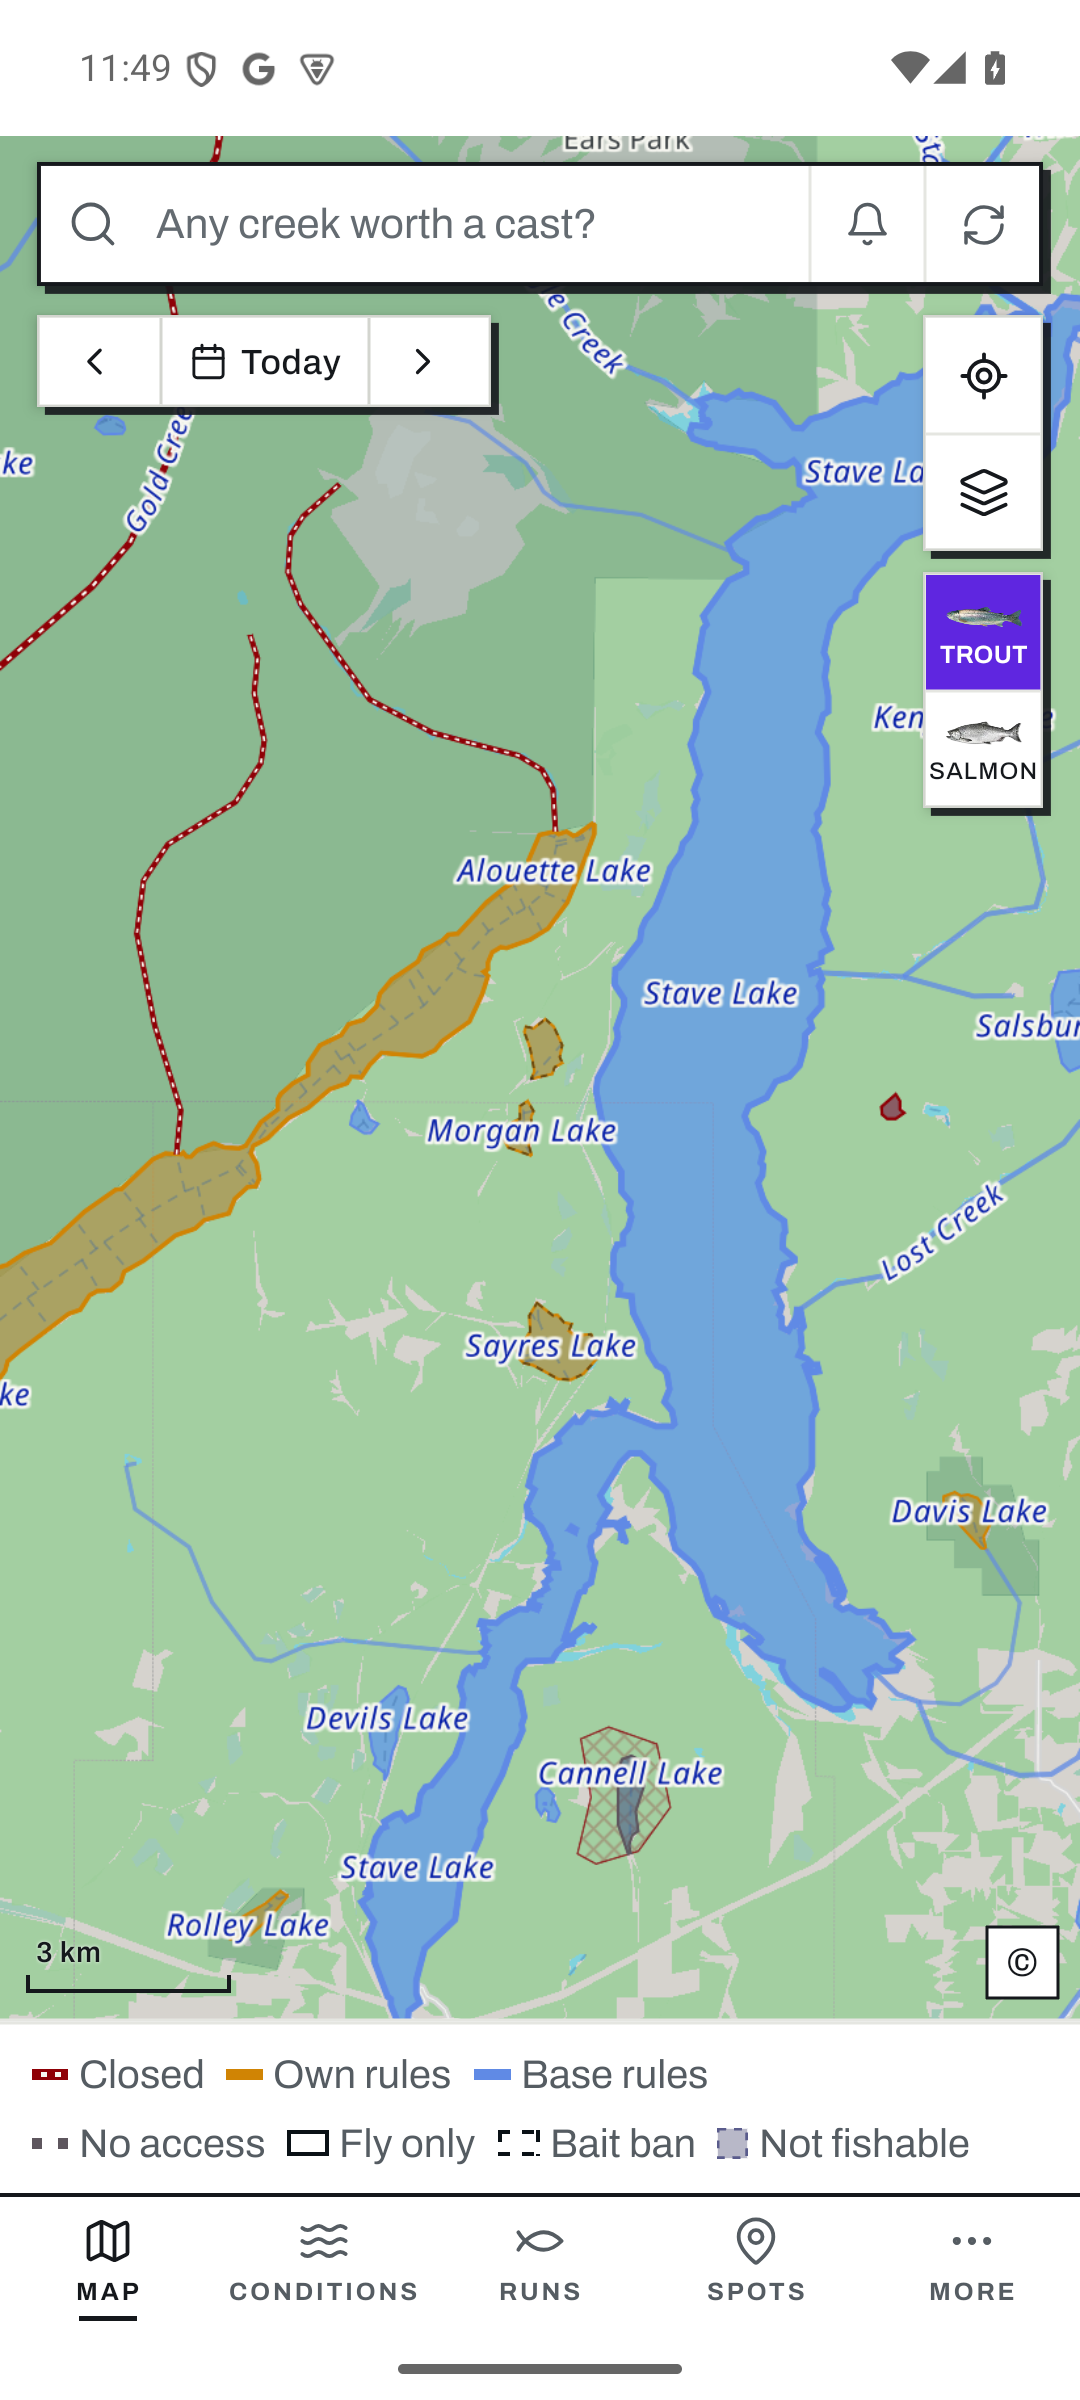 11:49
Ears Park
Any creek worth a cast?
Today
Creek
Gold Cree
ke
Stave La
TROUT
Ken
SALMON
Alouette Lake
Stave Lake
Salsbur
Morgan Lake
Lost Creek
Sayres Lake
ke
Davis Lake
Devils Lake
Cannell Lake
Stave Lake
Rolley Lake
3 km
©
Closed
Own rules
Base rules
No access
Fly only
Bait ban
Not fishable
MAP
CONDITIONS
RUNS
SPOTS
MORE